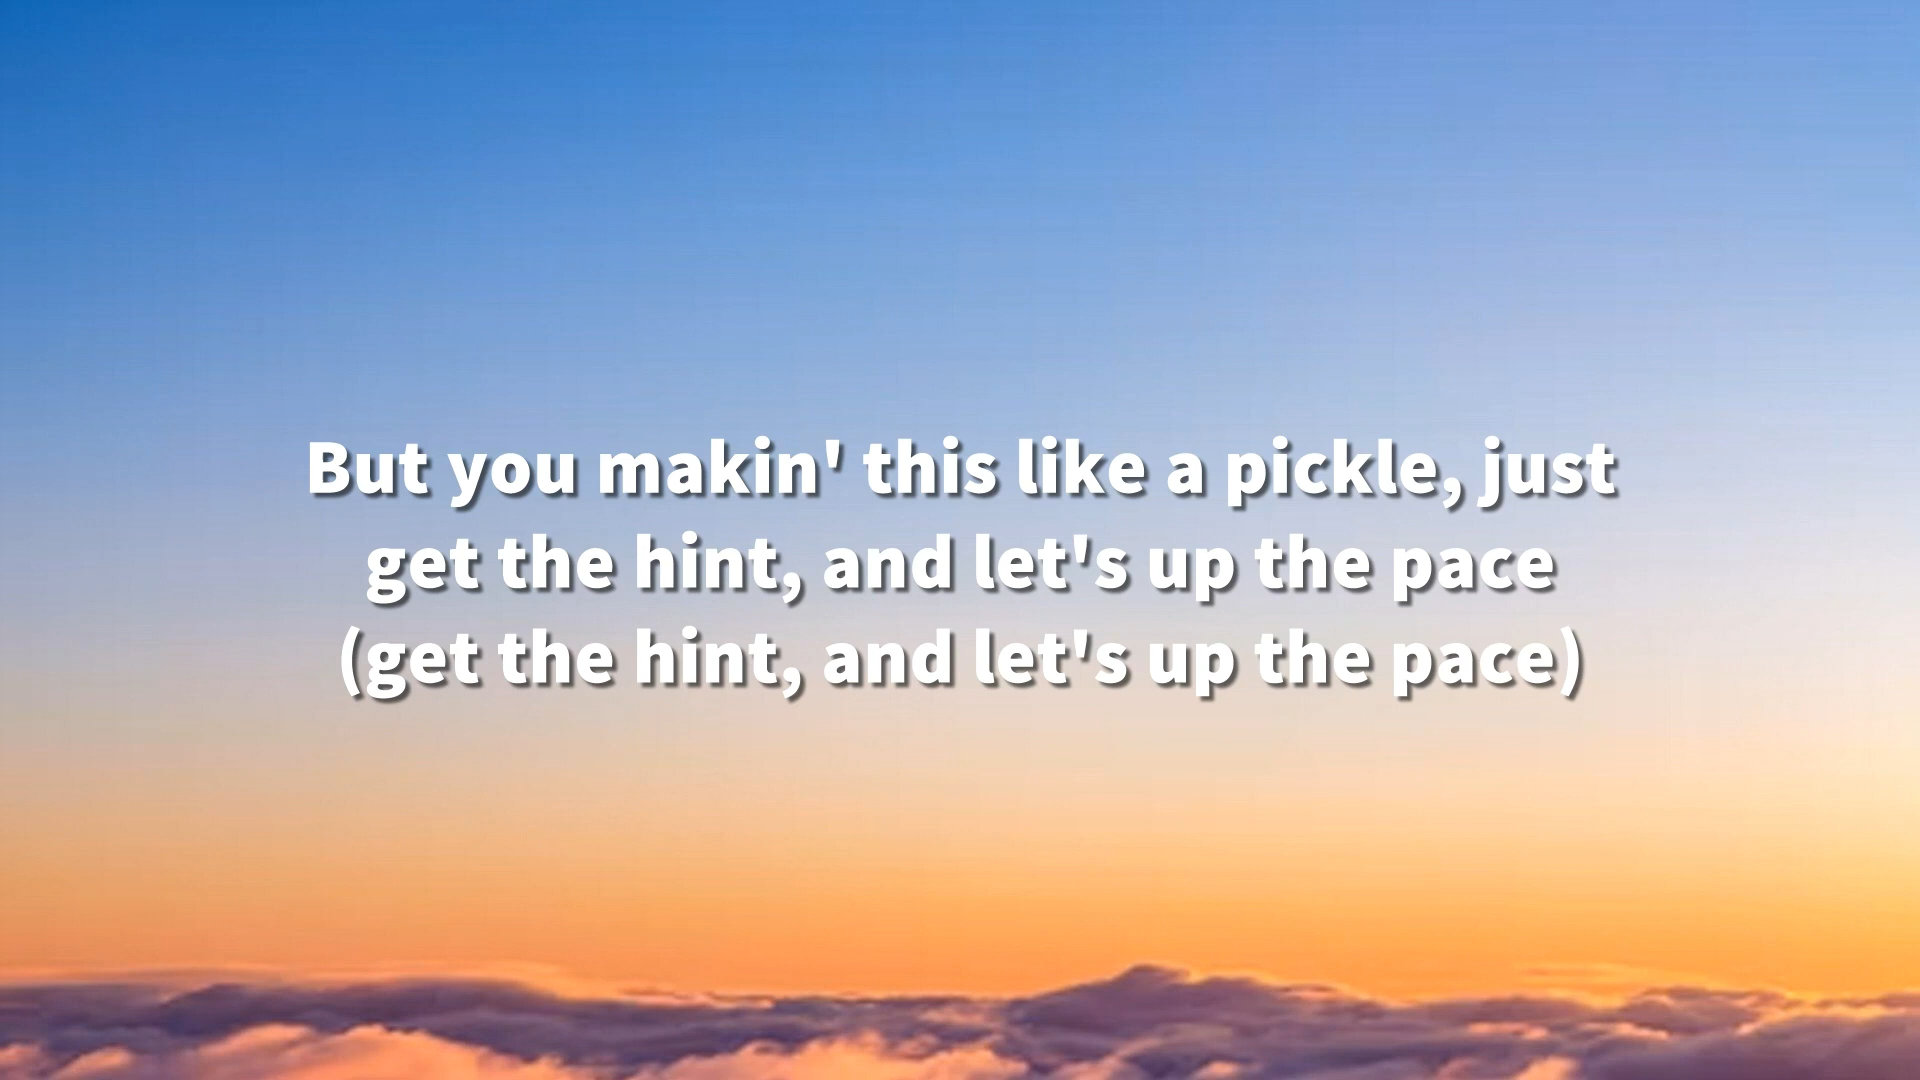 But you makin' this like a pickle, just
get the hint, and let's up the pace
(get the hint, and let's up the pace)